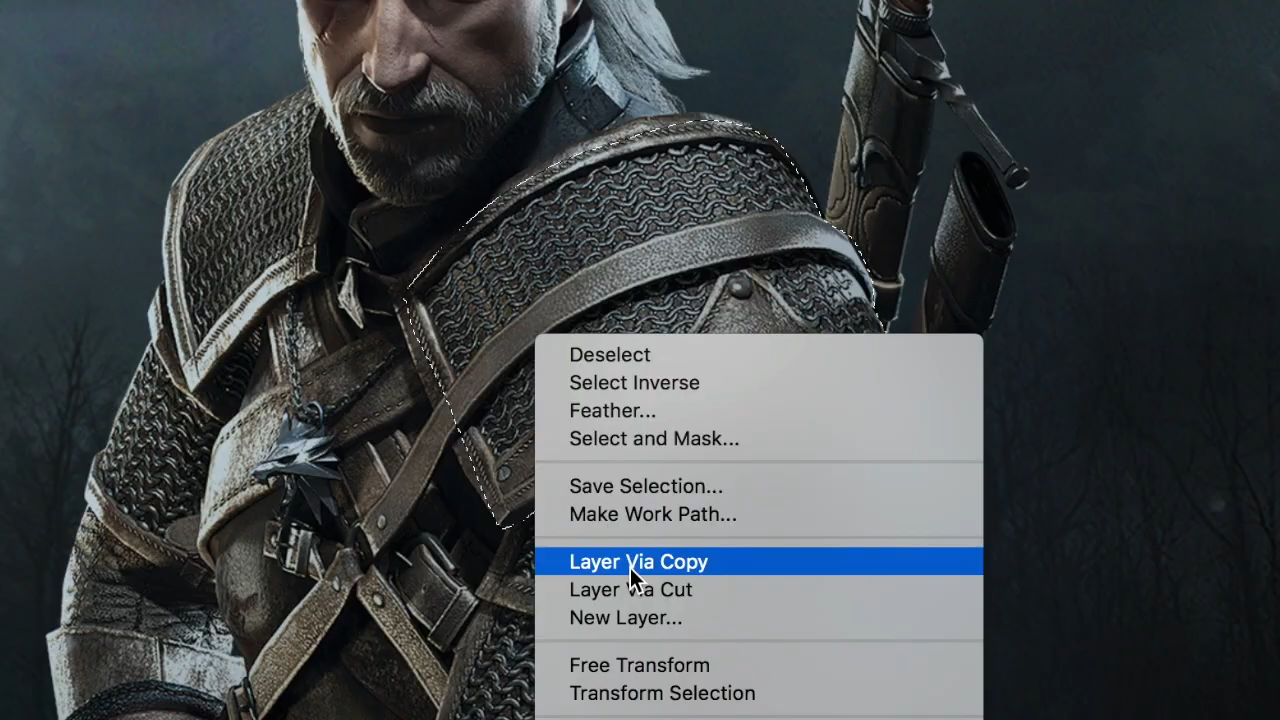 Deselect
Select Inverse
Feather...
Select and Mask...
Save Selection...
Make Work Path...
Layer Via Copy
Layer Via Cut
New Layer...
Free Transform
Transform Selection